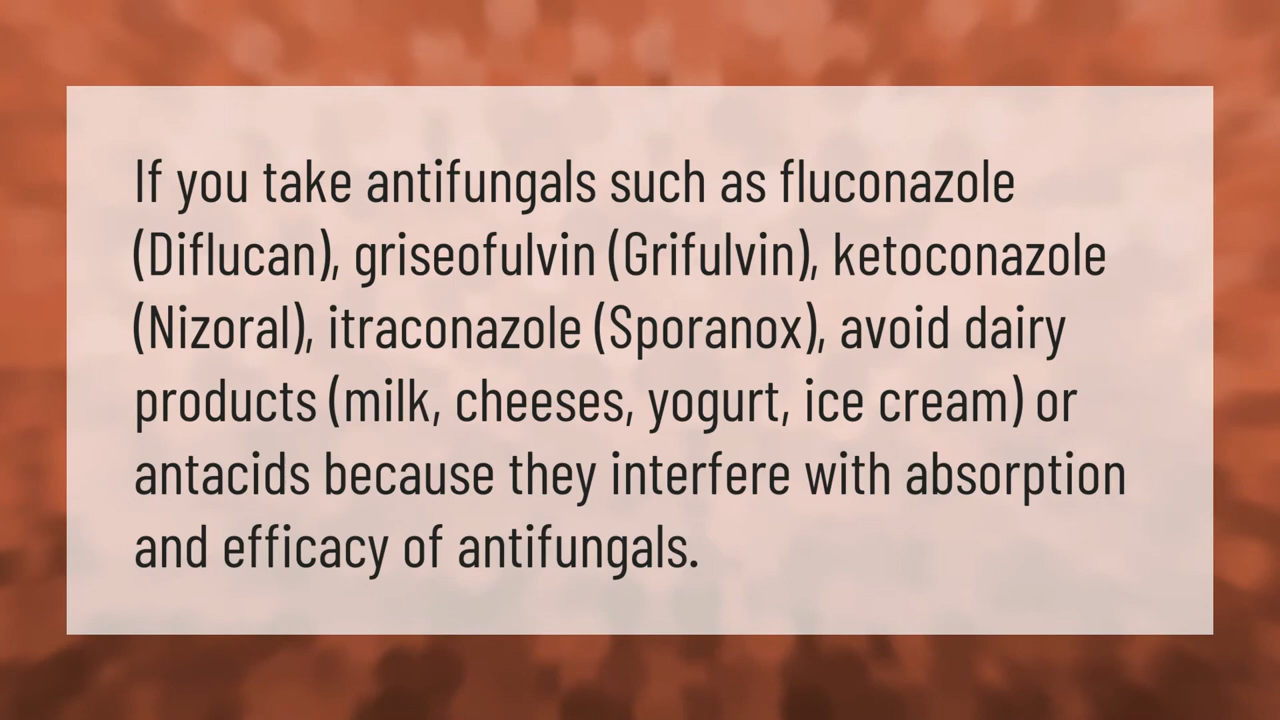 If you take antifungals such as fluconazole
(Diflucan), griseofulvin (Grifulvin), ketoconazole
(Nizoral), itraconazole (Sporanox), avoid dairy
products (milk, cheeses, yogurt, ice cream) or
antacids because they interfere with absorption
and efficacy of antifungals.